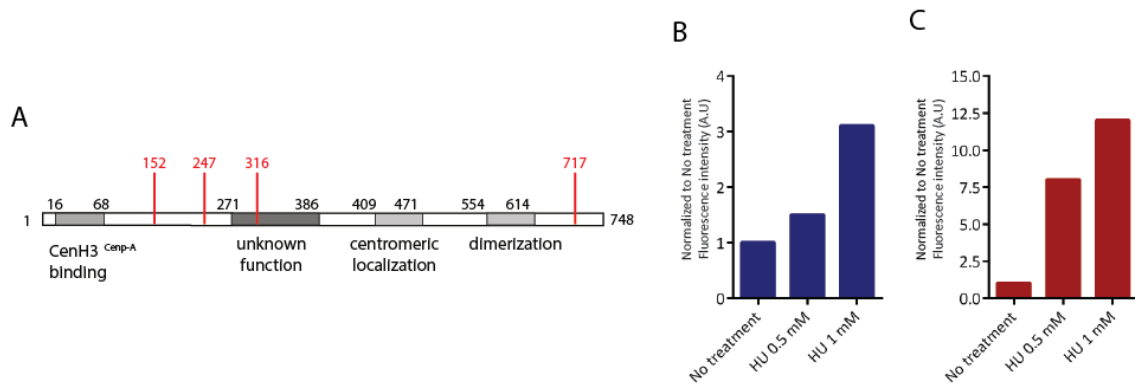 A
152 247 316 717
16 68 271 386 409 471 554 614
1 748
CenH3 Cenp-A
binding
unknown
function
centromeric
localization
dimerization
B
Normalized to No treatment
Fluorescence intensity (A.U)
4
3
2
1
0
No treatment
HU 0.5 mM
HU 1 mM
C
Normalized to No treatment
Fluorescence intensity (A.U)
15.0
12.5
10.0
7.5
5.0
2.5
0.0
No treatment
HU 0.5 mM
HU 1 mM